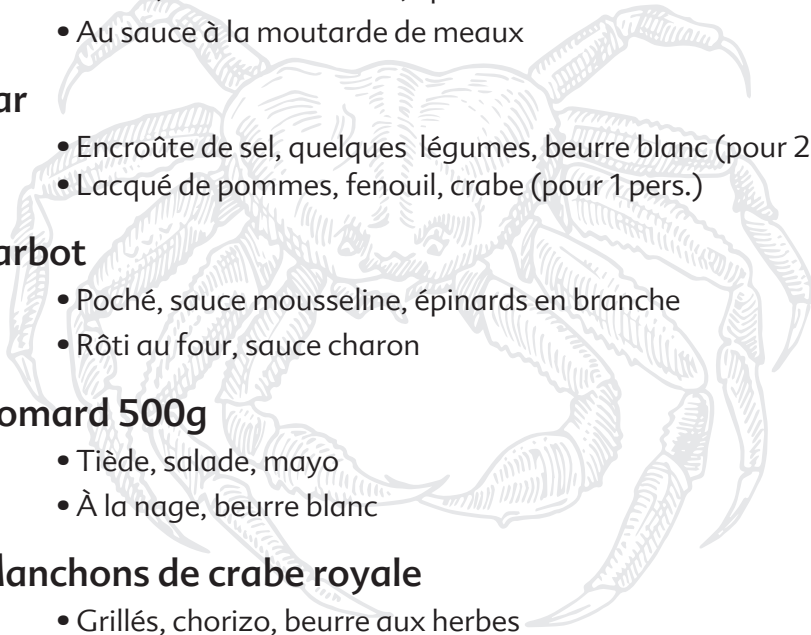 • Au sauce à la moutarde de meaux
ar
• Encroûte de sel, quelques légumes, beurre blanc (pour 2
• Lacqué de pommes, fenouil, crabe (pour 1 pers.)
arbot
• Poché, sauce mousseline, épinards en branche
• Rôti au four, sauce charon
omard 500g
• Tiède, salade, mayo
• À la nage, beurre blanc
anchons de crabe royale
• Grillés, chorizo, beurre aux herbes